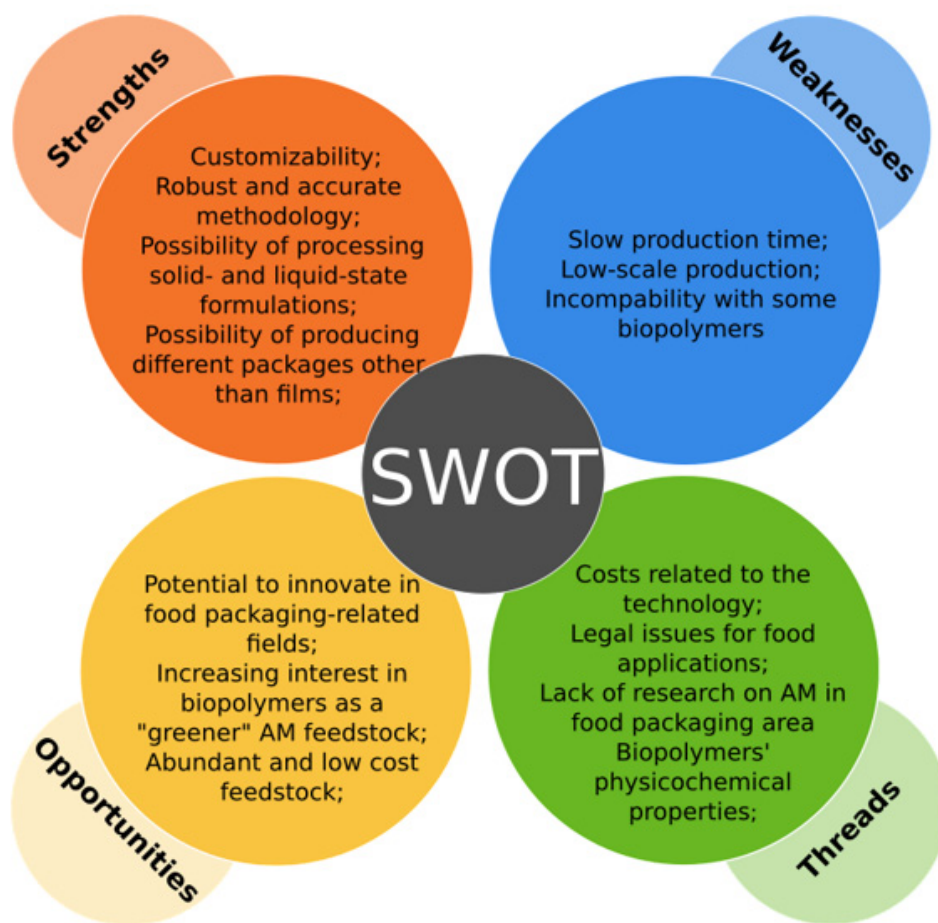 Strengths
Customizability;
Robust and accurate
methodology;
Possibility of processing
solid- and liquid-state
formulations;
Possibility of producing
different packages other
than films;
Weaknesses
Slow production time;
Low-scale production;
Incompability with some
biopolymers
SWOT
Opportunities
Potential to innovate in
food packaging-related
fields;
Increasing interest in
biopolymers as a
"greener" AM feedstock;
Abundant and low cost
feedstock;
Threads
Costs related to the
technology;
Legal issues for food
applications;
Lack of research on AM in
food packaging area
Biopolymers'
physicochemical
properties;